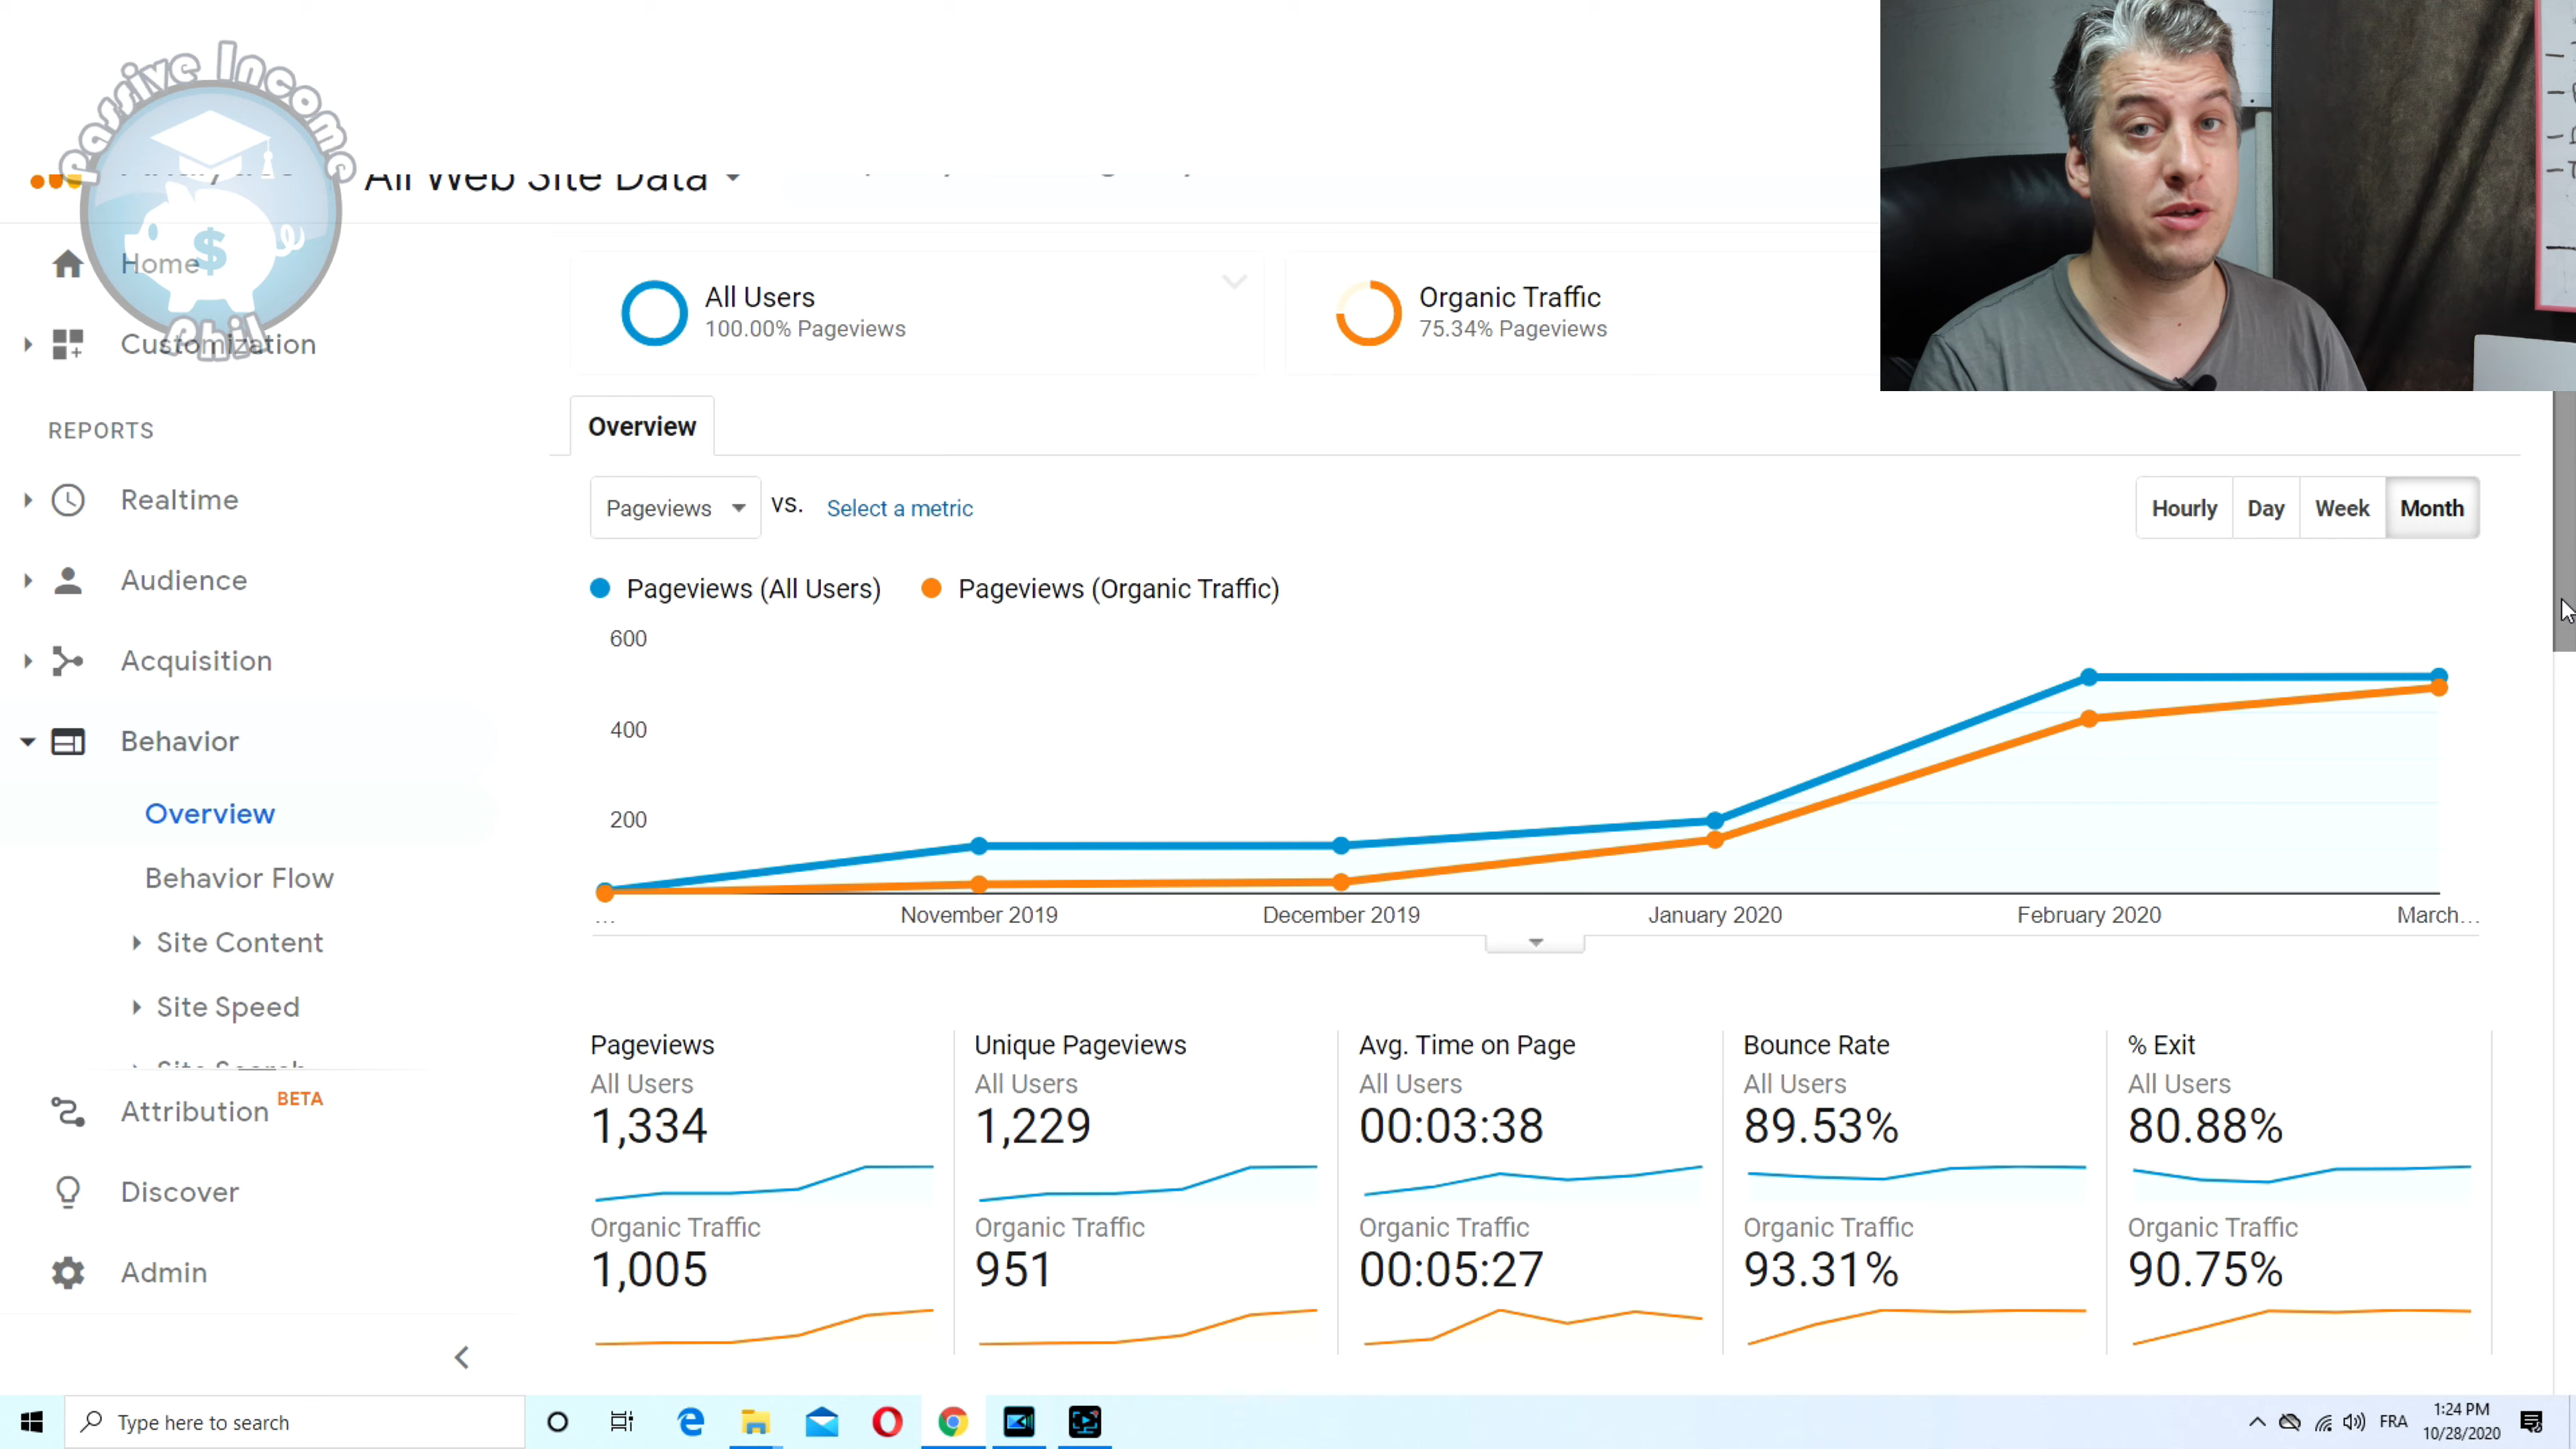 Passive Income
Phil
All Web Site Data
Home
Customization
REPORTS
Realtime
Audience
Acquisition
Behavior
Overview
Behavior Flow
Site Content
Site Speed
Site Search
Attribution BETA
Discover
Admin
All Users
100.00% Pageviews
Organic Traffic
75.34% Pageviews
Overview
Pageviews vs. Select a metric
Hourly Day Week Month
Pageviews (All Users) Pageviews (Organic Traffic)
600
400
200
... November 2019 December 2019 January 2020 February 2020 March...
Pageviews
All Users
1,334
Organic Traffic
1,005
Unique Pageviews
All Users
1,229
Organic Traffic
951
Avg. Time on Page
All Users
00:03:38
Organic Traffic
00:05:27
Bounce Rate
All Users
89.53%
Organic Traffic
93.31%
% Exit
All Users
80.88%
Organic Traffic
90.75%
Type here to search
FRA
1:24 PM
10/28/2020